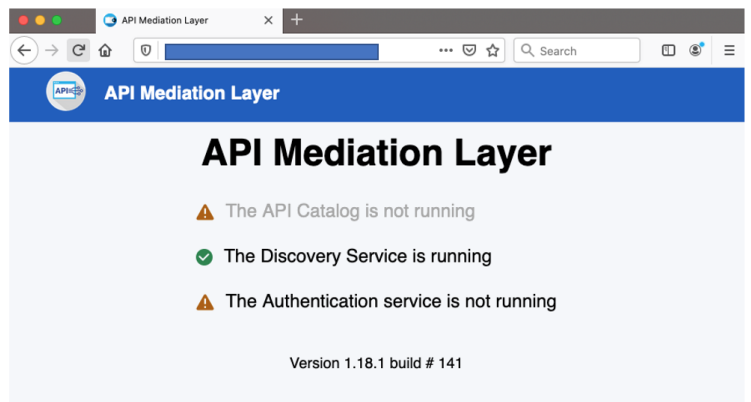 API Mediation Layer
Search
API
API Mediation Layer
API Mediation Layer
The API Catalog is not running
The Discovery Service is running
The Authentication service is not running
Version 1.18.1 build # 141